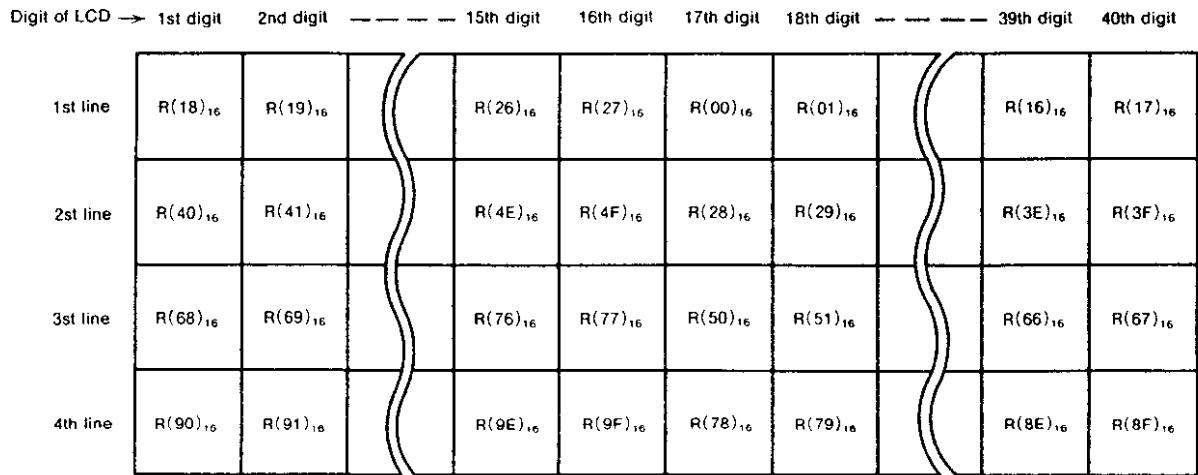 Digit of LCD → 1st digit 2nd digit 15th digit 16th digit 17th digit 18th digit 39th digit 40th digit
1st line R(18)₁₆ R(19)₁₆ R(26)₁₆ R(27)₁₆ R(00)₁₆ R(01)₁₆ R(16)₁₆ R(17)₁₆
2st line R(40)₁₆ R(41)₁₆ R(4E)₁₆ R(4F)₁₆ R(28)₁₆ R(29)₁₆ R(3E)₁₆ R(3F)₁₆
3st line R(68)₁₆ R(69)₁₆ R(76)₁₆ R(77)₁₆ R(50)₁₆ R(51)₁₆ R(66)₁₆ R(67)₁₆
4th line R(90)₁₆ R(91)₁₆ R(9E)₁₆ R(9F)₁₆ R(78)₁₆ R(79)₁₆ R(8E)₁₆ R(8F)₁₆